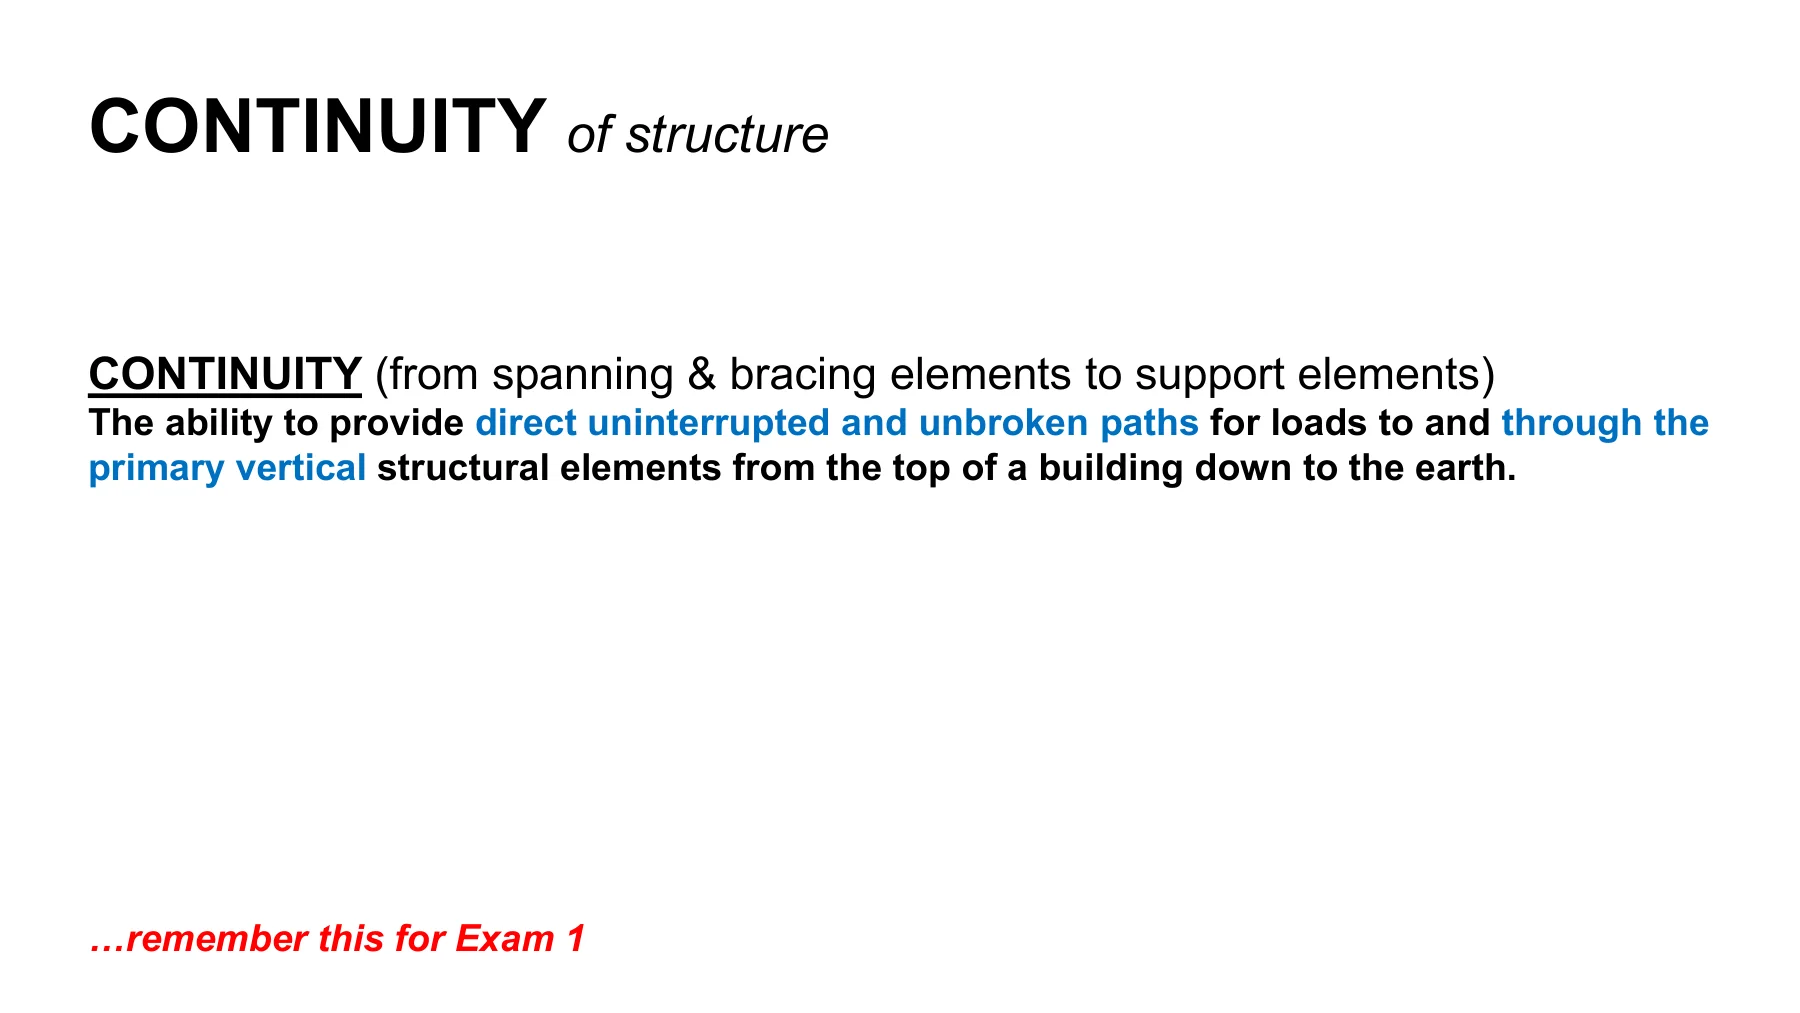 CONTINUITY of structure
CONTINUITY (from spanning & bracing elements to support elements)
The ability to provide direct uninterrupted and unbroken paths for loads to and through the
primary vertical structural elements from the top of a building down to the earth.
…remember this for Exam 1